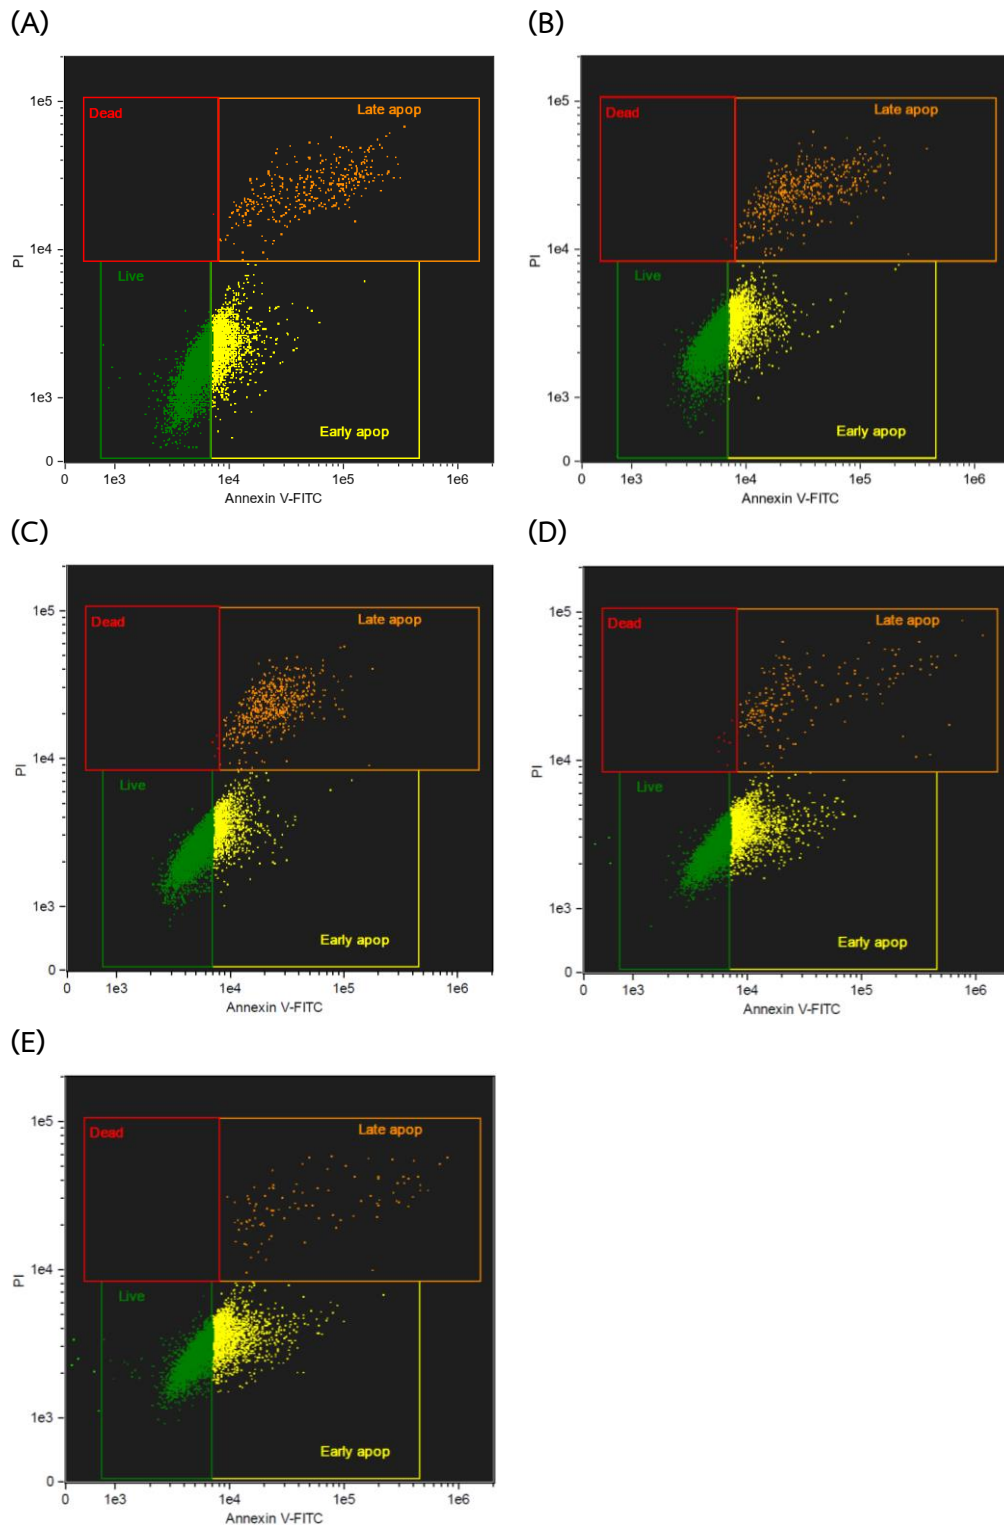 (A)
Dead
Late apop
Live
Early apop
1e5
1e4
1e3
0
PI
0 1e3 1e4 1e5 1e6
Annexin V-FITC
(B)
Dead
Late apop
Live
Early apop
1e5
1e4
1e3
0
PI
0 1e3 1e4 1e5 1e6
Annexin V-FITC
(C)
Dead
Late apop
Live
Early apop
1e5
1e4
1e3
0
PI
0 1e3 1e4 1e5 1e6
Annexin V-FITC
(D)
Dead
Late apop
Live
Early apop
1e5
1e4
1e3
0
PI
0 1e3 1e4 1e5 1e6
Annexin V-FITC
(E)
Dead
Late apop
Live
Early apop
1e5
1e4
1e3
0
PI
0 1e3 1e4 1e5 1e6
Annexin V-FITC